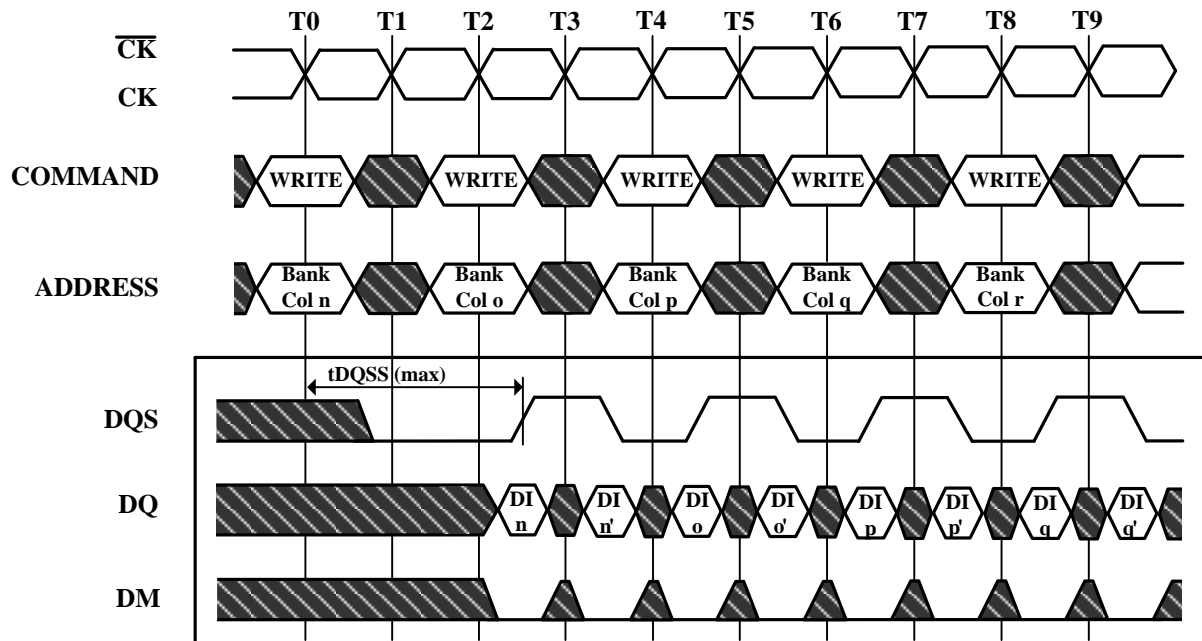 T0 T1 T2 T3 T4 T5 T6 T7 T8 T9
CK
CK
COMMAND WRITE WRITE WRITE WRITE WRITE
ADDRESS Bank Bank Bank Bank Bank
Col n Col o Col p Col q Col r
tDQSS (max)
DQS
DQ DI DI DI DI DI DI DI DI
n n' o o' p p' q q'
DM